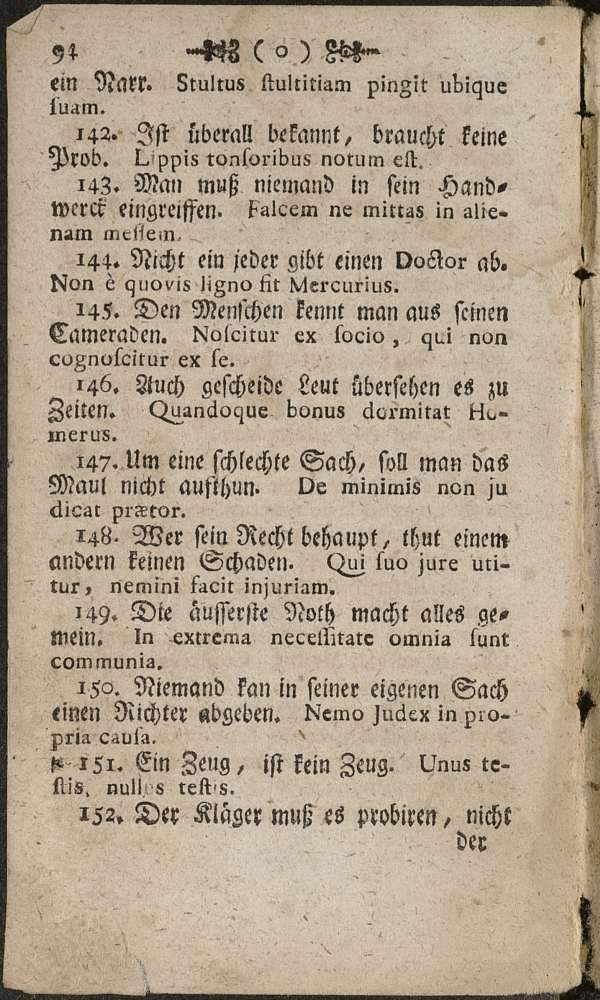 94 ( o )
ein Narr. Stultus ſtultitiam pingit ubique
ſuam.
142. Iſt überall bekannt, braucht keine
Prob. Lippis tonſoribus notum eſt.
143. Man muß niemand in ſein Hand-
werck eingreiffen. Falcem ne mittas in alie-
nam meſſem.
144. Nicht ein jeder gibt einen Doctor ab.
Non è quovis ligno fit Mercurius.
145. Den Menſchen kennt man aus ſeinen
Cameraden. Noſcitur ex ſocio, qui non
cognoſcitur ex ſe.
146. Auch geſcheide Leut überſehen es zu
Zeiten. Quandoque bonus dormitat Ho-
merus.
147. Um eine ſchlechte Sach, ſoll man das
Maul nicht aufthun. De minimis non ju
dicat prætor.
148. Wer ſein Recht behaupt, thut einem
andern keinen Schaden. Qui ſuo jure uti-
tur, nemini facit injuriam.
149. Die äuſſerſte Noth macht alles ge-
mein. In extrema neceſſitate omnia ſunt
communia.
150. Niemand kan in ſeiner eigenen Sach
einen Richter abgeben. Nemo Judex in pro-
pria cauſa.
151. Ein Zeug, iſt kein Zeug. Unus te-
ſtis, nullus teſtis.
152. Der Kläger muß es probiren, nicht
der